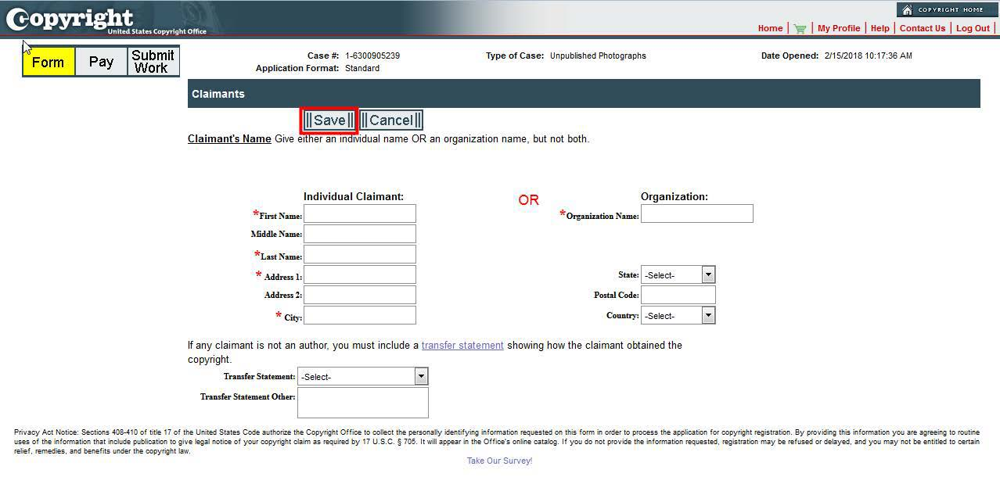 Copyright
United States Copyright Office
COPYRIGHT HOME
Home | My Profile | Help | Contact Us | Log Out |
Form Pay Submit Work
Case #: 1-6300905239 Type of Case: Unpublished Photographs Date Opened: 2/15/2018 10:17:36 AM
Application Format: Standard
Claimants
||Save|| ||Cancel||
Claimant's Name Give either an individual name OR an organization name, but not both.
Individual Claimant: OR Organization:
*First Name: *Organization Name:
Middle Name:
*Last Name:
* Address 1: State: -Select-
Address 2: Postal Code:
* City: Country: -Select-
If any claimant is not an author, you must include a transfer statement showing how the claimant obtained the
copyright.
Transfer Statement: -Select-
Transfer Statement Other:
Privacy Act Notice: Sections 408-410 of title 17 of the United States Code authorize the Copyright Office to collect the personally identifying information requested on this form in order to process the application for copyright registration. By providing this information you are agreeing to routine
uses of the information that include publication to give legal notice of your copyright claim as required by 17 U.S.C. § 705. It will appear in the Office's online catalog. If you do not provide the information requested, registration may be refused or delayed, and you may not be entitled to certain
relief, remedies, and benefits under the copyright law.
Take Our Survey!